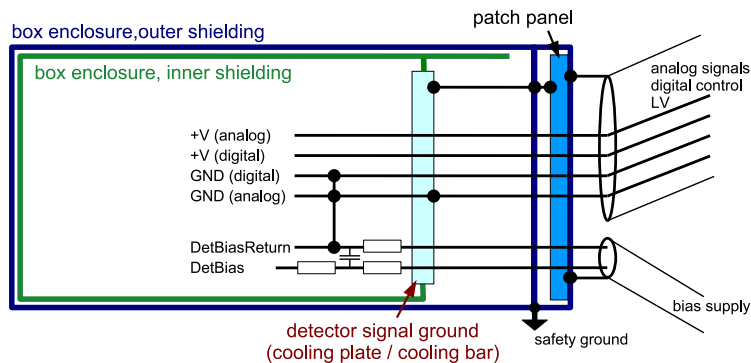 patch panel
box enclosure,outer shielding
box enclosure, inner shielding
analog signals
digital control
LV
+V (analog)
+V (digital)
GND (digital)
GND (analog)
DetBiasReturn
DetBias
bias supply
detector signal ground
(cooling plate / cooling bar)
safety ground